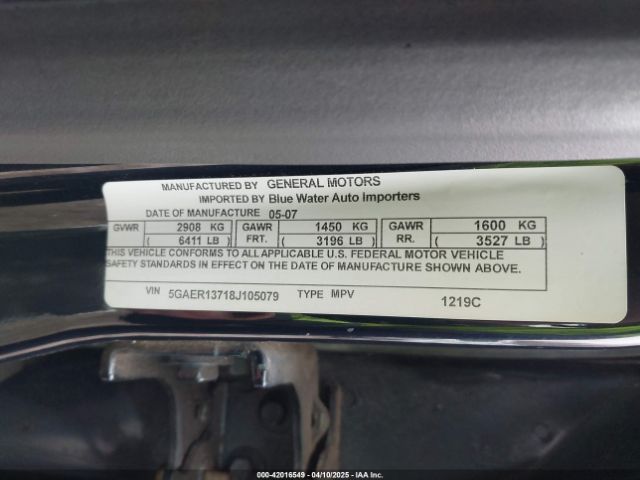 MANUFACTURED BY GENERAL MOTORS
IMPORTED BY Blue Water Auto Importers
DATE OF MANUFACTURE 05-07
GVWR 2908 KG GAWR 1450 KG GAWR 1600 KG
( 6411 LB ) FRT. ( 3196 LB ) RR. ( 3527 LB )
THIS VEHICLE CONFORMS TO ALL APPLICABLE U.S. FEDERAL MOTOR VEHICLE
SAFETY STANDARDS IN EFFECT ON THE DATE OF MANUFACTURE SHOWN ABOVE.
VIN 5GAER13718J105079 TYPE MPV 1219C
000-42016549 - 04/10/2025 - IAA Inc.